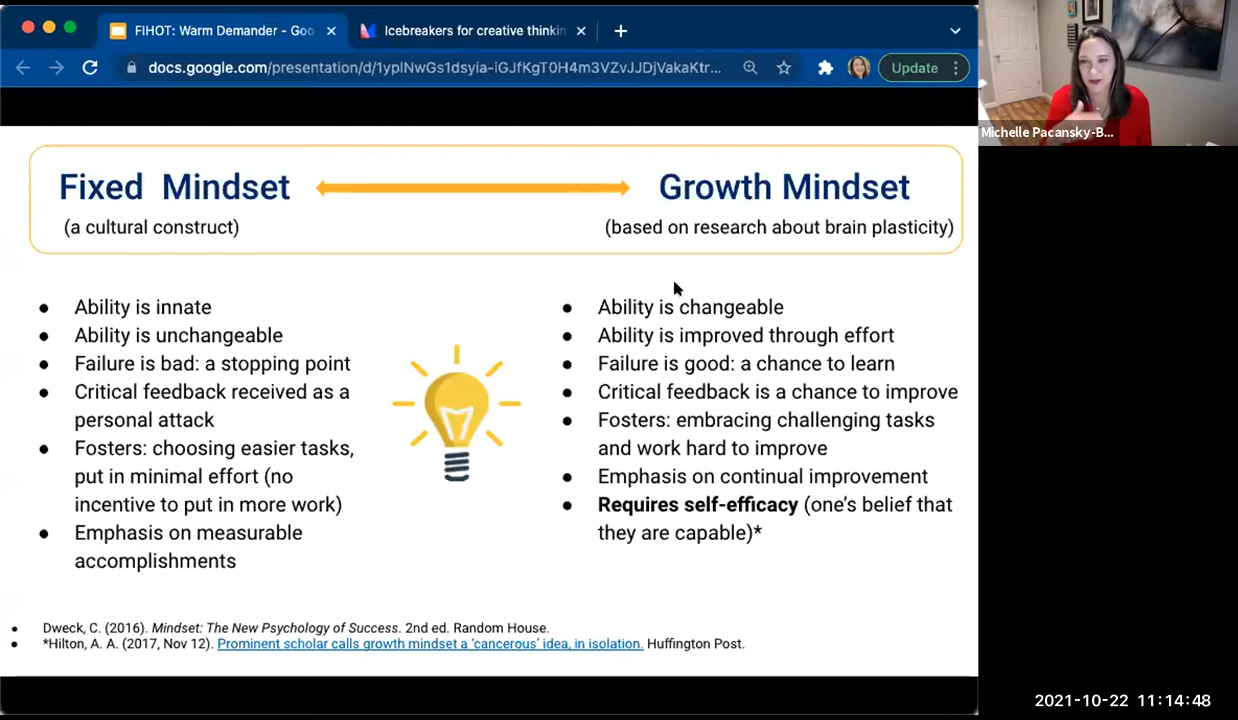 FIHOT: Warm Demander - Goo
Icebreakers for creative thinkin
docs.google.com/presentation/d/1yplNwGs1dsyia-iGJfKgT0H4m3VZvJJDjVakaKtr...
Update
Michelle Pacansky-B...
Fixed Mindset
Growth Mindset
(a cultural construct)
(based on research about brain plasticity)
● Ability is innate
● Ability is unchangeable
● Failure is bad: a stopping point
● Critical feedback received as a
personal attack
● Fosters: choosing easier tasks,
put in minimal effort (no
incentive to put in more work)
● Emphasis on measurable
accomplishments
● Ability is changeable
● Ability is improved through effort
● Failure is good: a chance to learn
● Critical feedback is a chance to improve
● Fosters: embracing challenging tasks
and work hard to improve
● Emphasis on continual improvement
● Requires self-efficacy (one's belief that
they are capable)*
● Dweck, C. (2016). Mindset: The New Psychology of Success. 2nd ed. Random House.
● *Hilton, A. A. (2017, Nov 12). Prominent scholar calls growth mindset a 'cancerous' idea, in isolation. Huffington Post.
2021-10-22 11:14:48